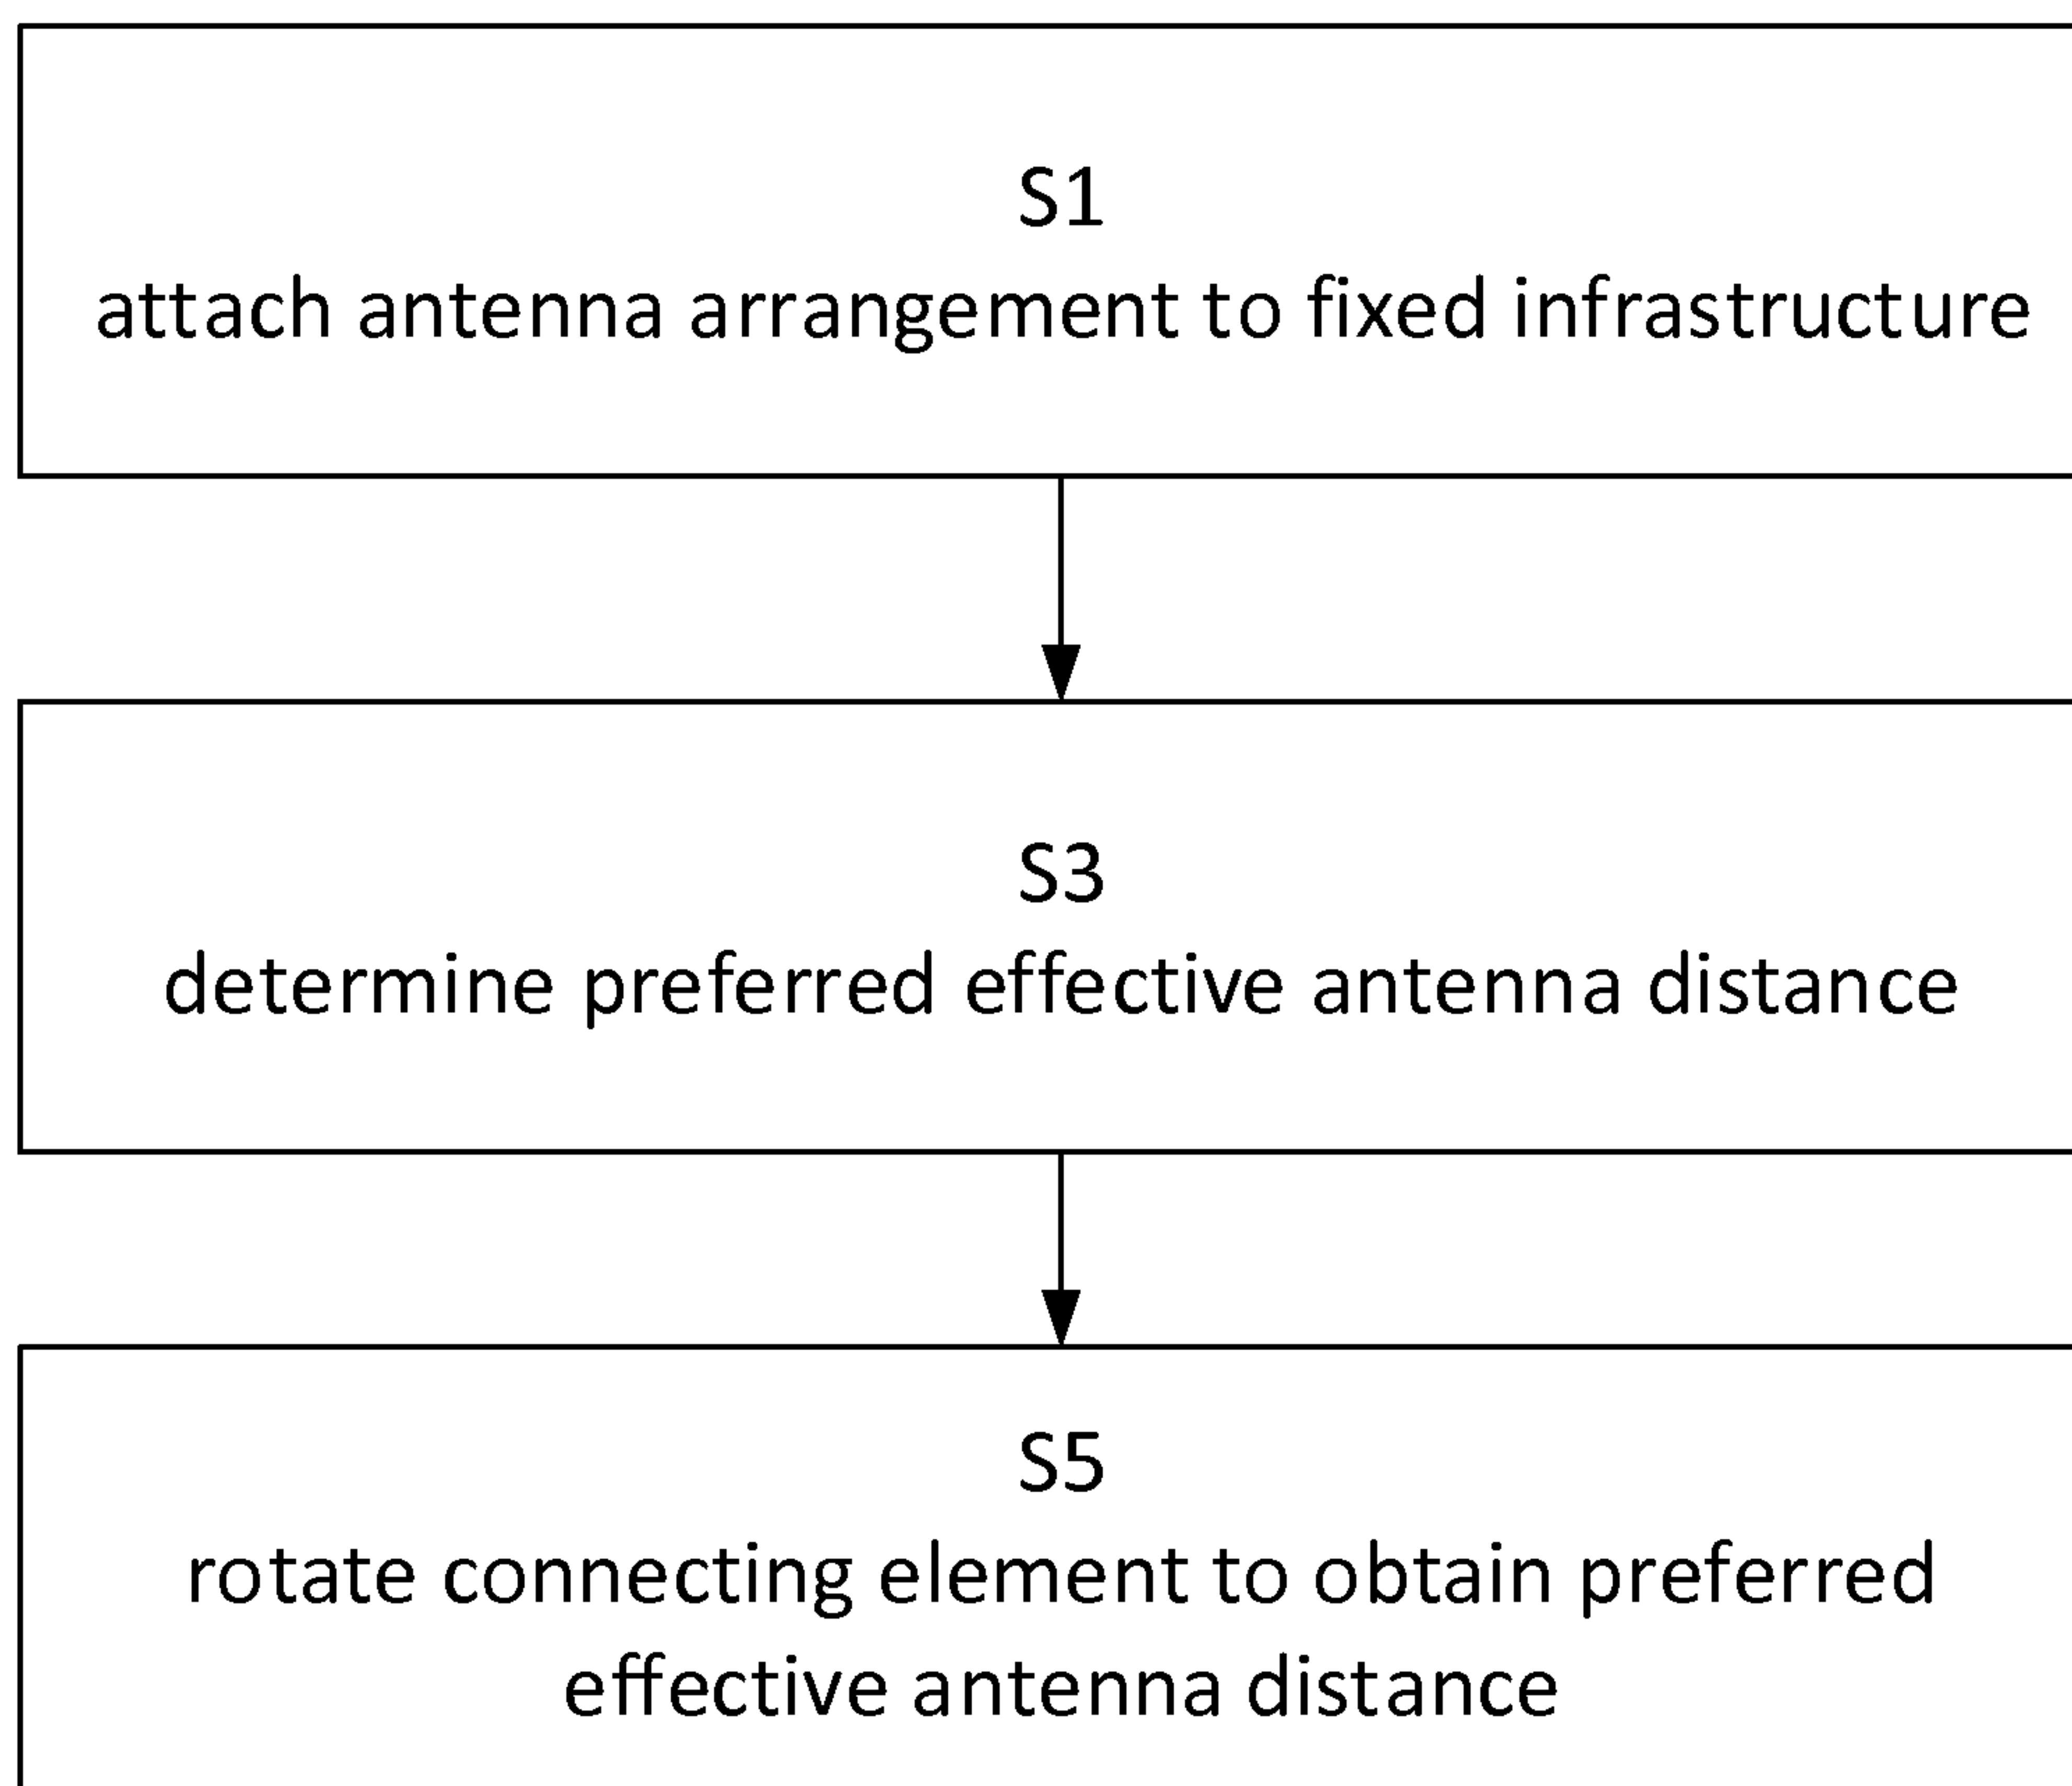 S1
attach antenna arrangement to fixed infrastructure
S3
determine preferred effective antenna distance
S5
rotate connecting element to obtain preferred
effective antenna distance